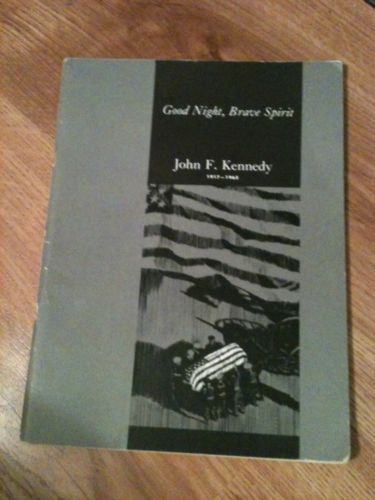 Good Night, Brave Spirit
John F. Kennedy
1917–1963